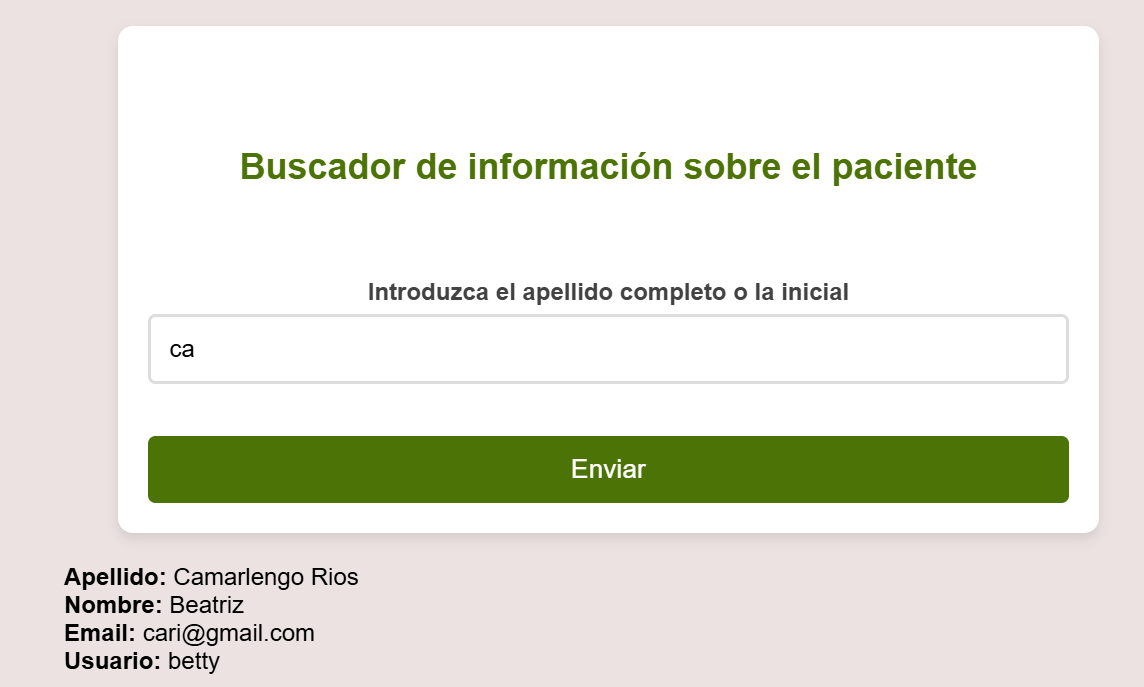 Buscador de información sobre el paciente
Introduzca el apellido completo o la inicial
ca
Enviar
Apellido: Camarlengo Rios
Nombre: Beatriz
Email: cari@gmail.com
Usuario: betty